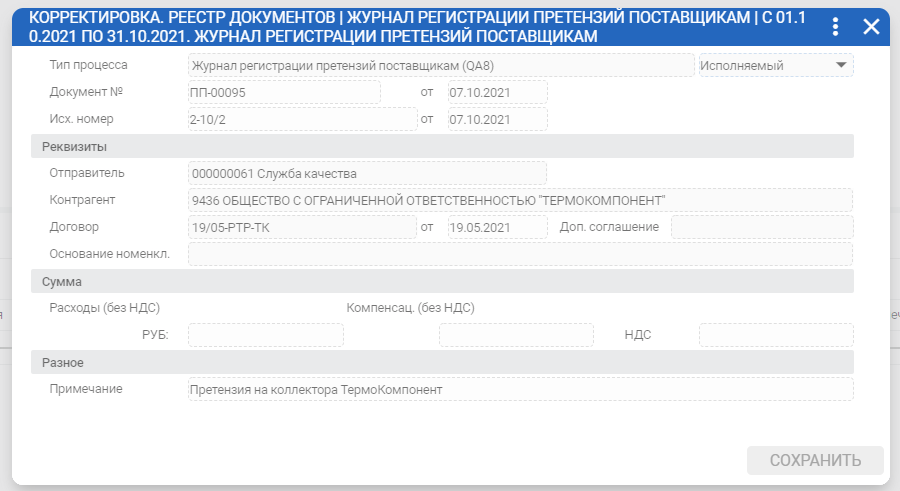 КОРРЕКТИРОВКА. РЕЕСТР ДОКУМЕНТОВ | ЖУРНАЛ РЕГИСТРАЦИИ ПРЕТЕНЗИЙ ПОСТАВЩИКАМ | С 01.1
0.2021 ПО 31.10.2021. ЖУРНАЛ РЕГИСТРАЦИИ ПРЕТЕНЗИЙ ПОСТАВЩИКАМ
Тип процесса Журнал регистрации претензий поставщикам (QA8) Исполняемый
Документ № ПП-00095 от 07.10.2021
Исх. номер 2-10/2 от 07.10.2021
Реквизиты
Отправитель 000000061 Служба качества
Контрагент 9436 ОБЩЕСТВО С ОГРАНИЧЕННОЙ ОТВЕТСТВЕННОСТЬЮ "ТЕРМОКОМПОНЕНТ"
Договор 19/05-РТР-ТК от 19.05.2021 Доп. соглашение
Основание номенкл.
Сумма
Расходы (без НДС) Компенсац. (без НДС)
РУБ: НДС
Разное
Примечание Претензия на коллектора ТермоКомпонент
СОХРАНИТЬ